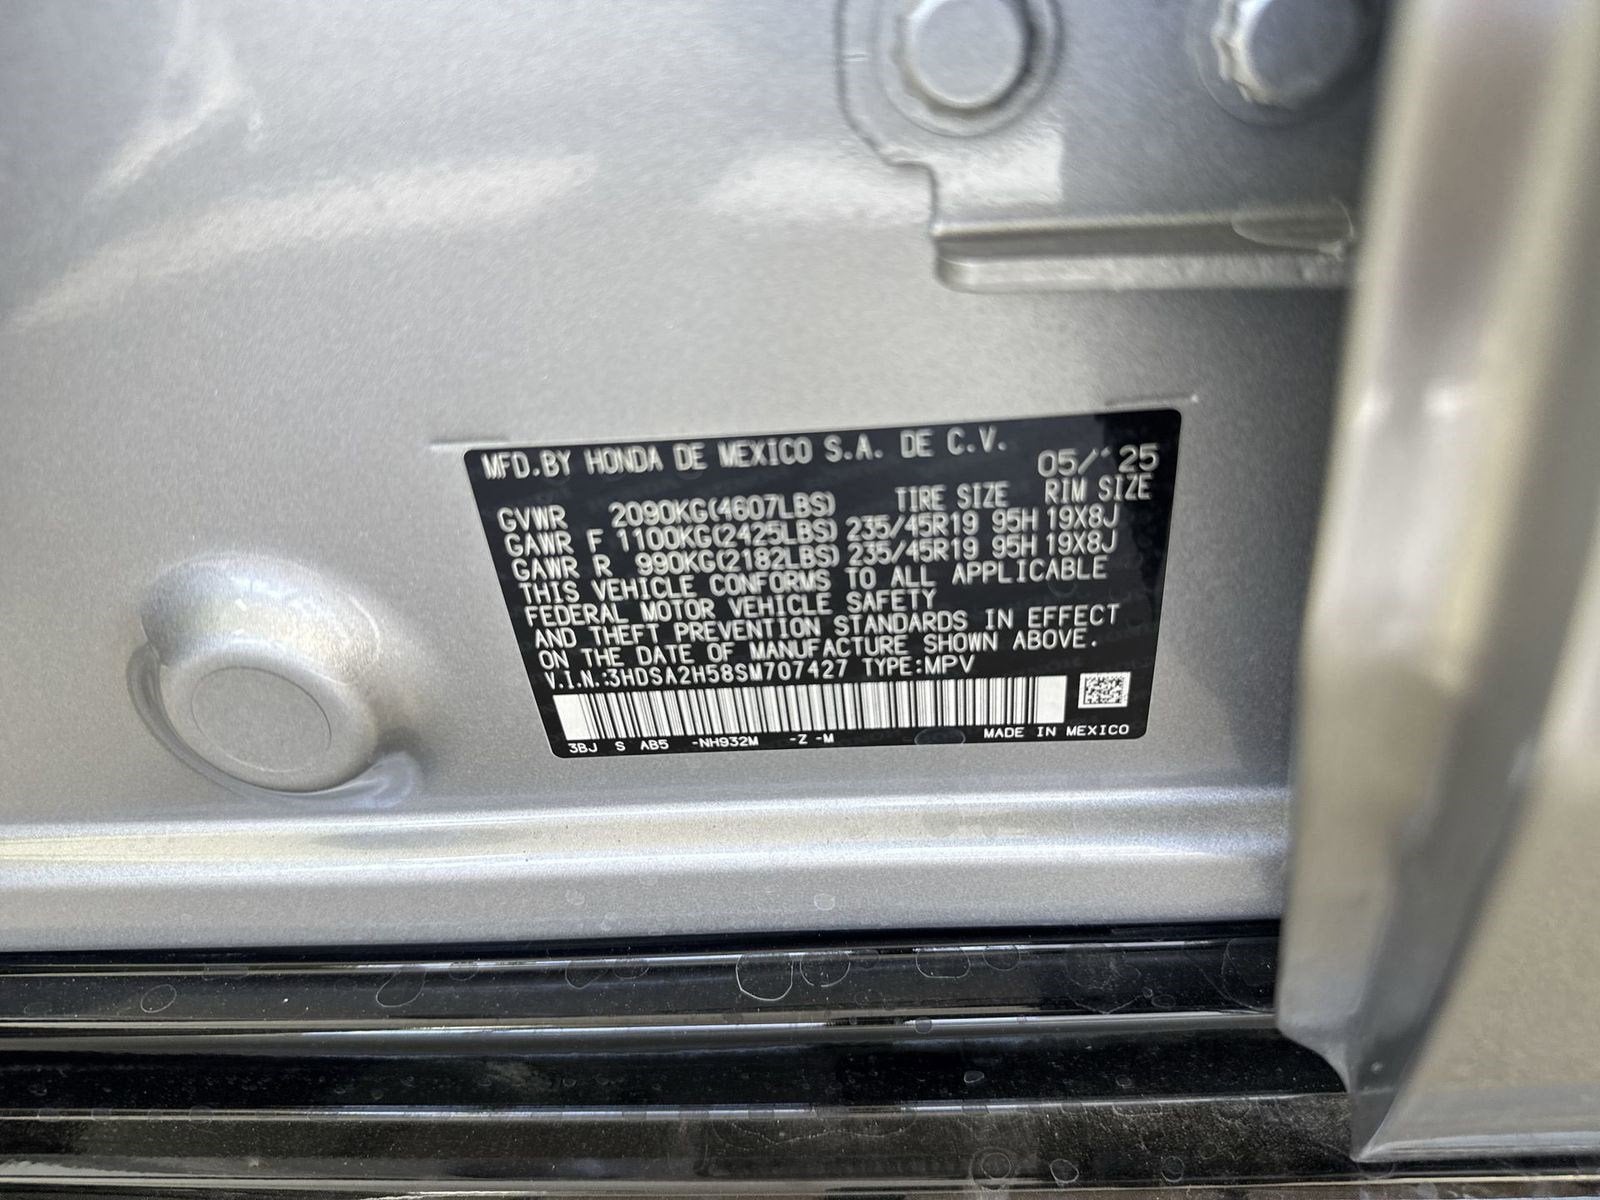 MFD.BY HONDA DE MEXICO S.A. DE C.V. 05/'25
TIRE SIZE RIM SIZE
GVWR 2090KG(4607LBS)
GAWR F 1100KG(2425LBS) 235/45R19 95H 19X8J
GAWR R 990KG(2182LBS) 235/45R19 95H 19X8J
THIS VEHICLE CONFORMS TO ALL APPLICABLE
FEDERAL MOTOR VEHICLE SAFETY
AND THEFT PREVENTION STANDARDS IN EFFECT
ON THE DATE OF MANUFACTURE SHOWN ABOVE.
V.I.N.:3HDSA2H58SM707427 TYPE:MPV
3BJ S AB5 -NH932M -Z -M MADE IN MEXICO